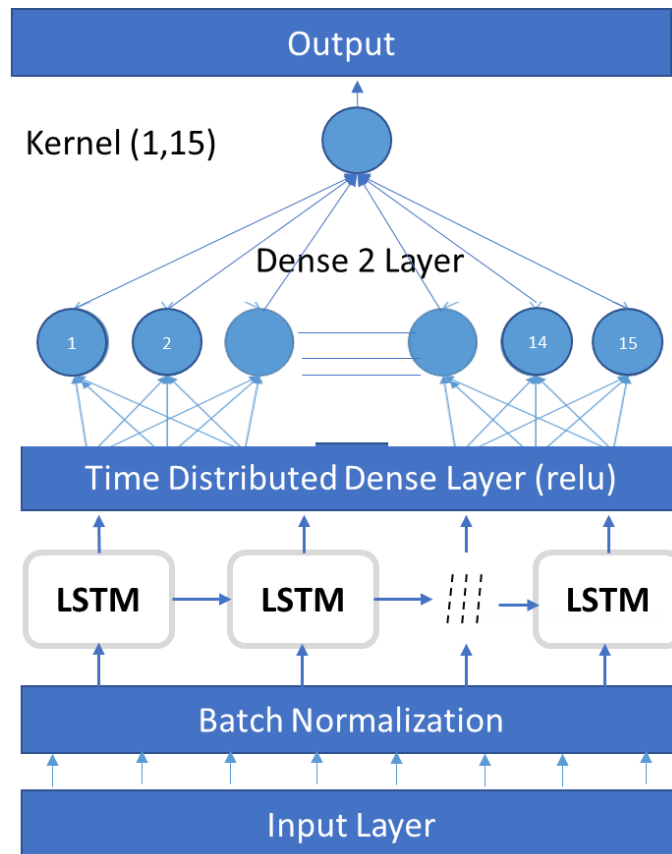 Output
Kernel (1,15)
Dense 2 Layer
1 2 14 15
Time Distributed Dense Layer (relu)
LSTM LSTM LSTM
Batch Normalization
Input Layer